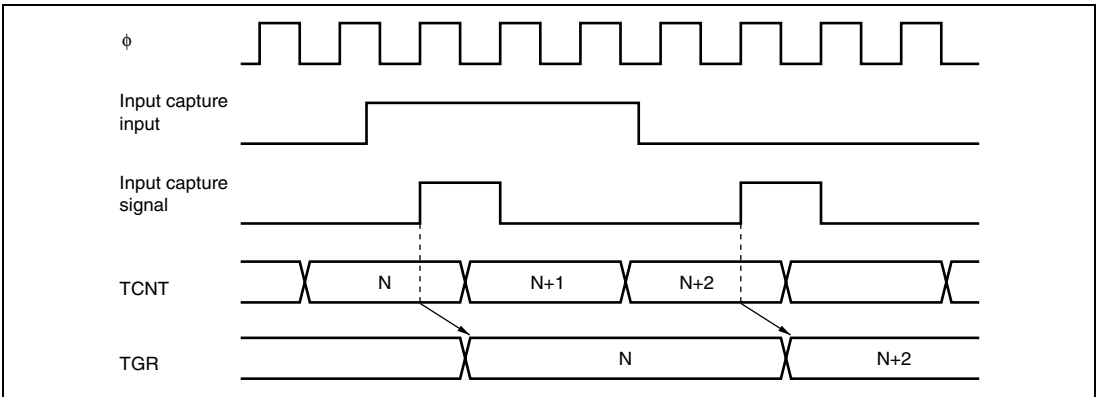 φ
Input capture
input
Input capture
signal
TCNT
N
N+1
N+2
TGR
N
N+2